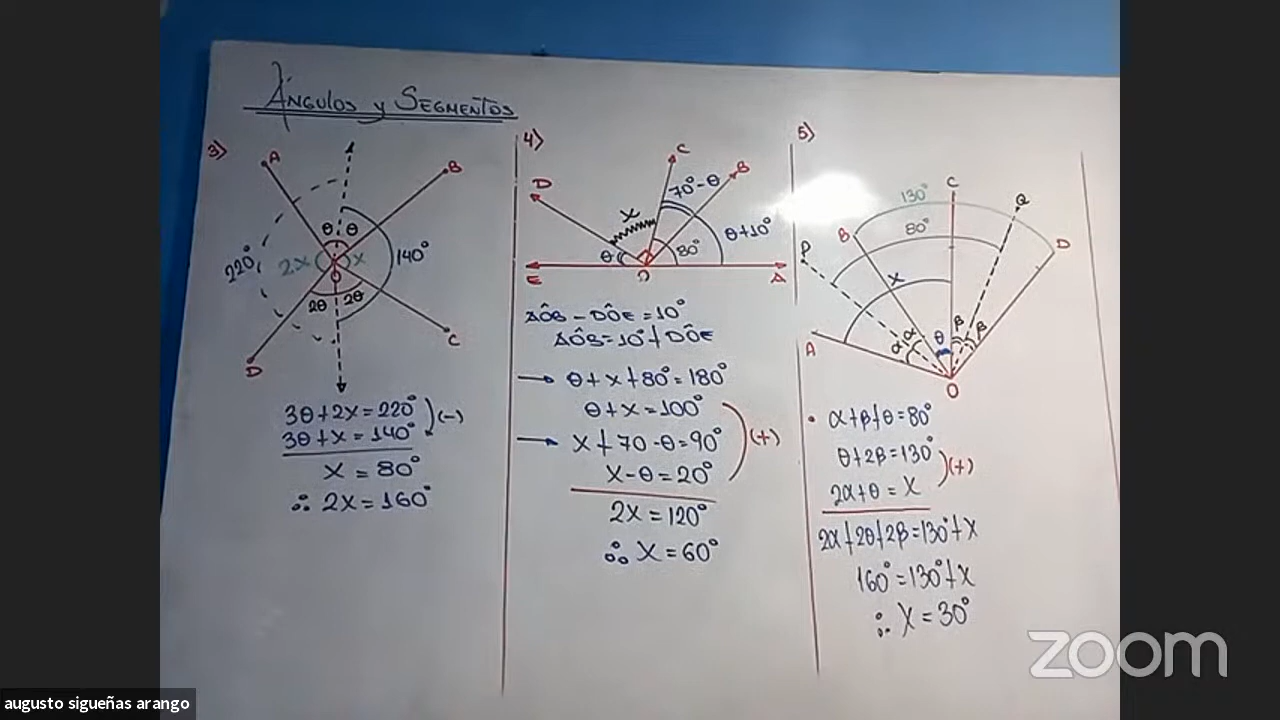 Ángulos y Segmentos
3)
A
B
θ
θ
220°
2x
x
140°
O
2θ
2θ
D
C
3θ+2x=220°
3θ+x=140°
(-)
x=80°
∴ 2x=160°
4)
C
B
D
70°-θ
x
θ+10°
θ
80°
E
O
A
AÔB - DÔE = 10°
AÔB = 10° + DÔE
→ θ + x + 80° = 180°
θ + x = 100°
→ x + 70 - θ = 90°
(+)
x - θ = 20°
2x = 120°
∴ x = 60°
5)
C
130°
Q
B
80°
D
P
x
A
α
α
θ
β
β
O
• α+β+θ=80°
θ+2β=130°
(+)
2α+θ = x
2α+2θ+2β=130°+x
160°=130°+x
∴ x = 30°
zoom
augusto sigueñas arango